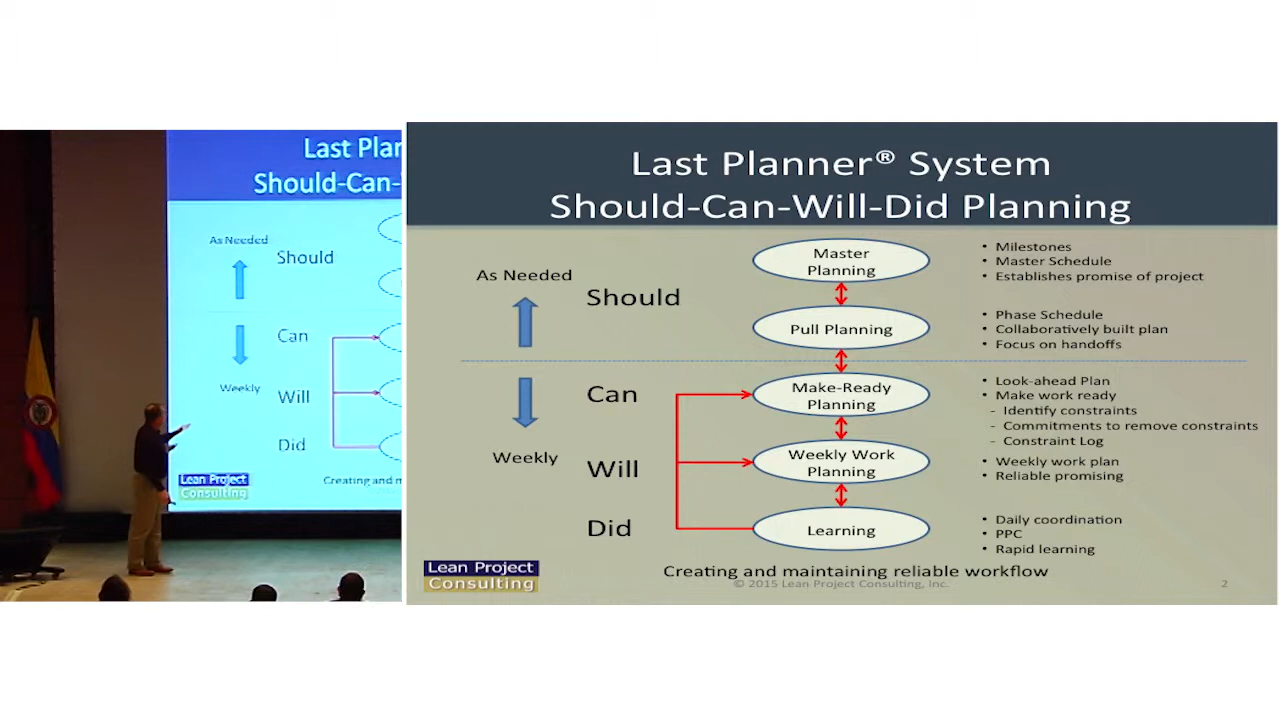 Last Plan
Should-Can-
As Needed
Should
Can
Weekly
Will
Did
Lean Project
Consulting
Creating and m
Last Planner® System
Should-Can-Will-Did Planning
As Needed
Should
Master
Planning
• Milestones
• Master Schedule
• Establishes promise of project
Pull Planning
• Phase Schedule
• Collaboratively built plan
• Focus on handoffs
Can
Make-Ready
Planning
• Look-ahead Plan
• Make work ready
- Identify constraints
- Commitments to remove constraints
- Constraint Log
Weekly
Will
Weekly Work
Planning
• Weekly work plan
• Reliable promising
Did
Learning
• Daily coordination
• PPC
• Rapid learning
Lean Project
Consulting
Creating and maintaining reliable workflow
© 2015 Lean Project Consulting, Inc.
2